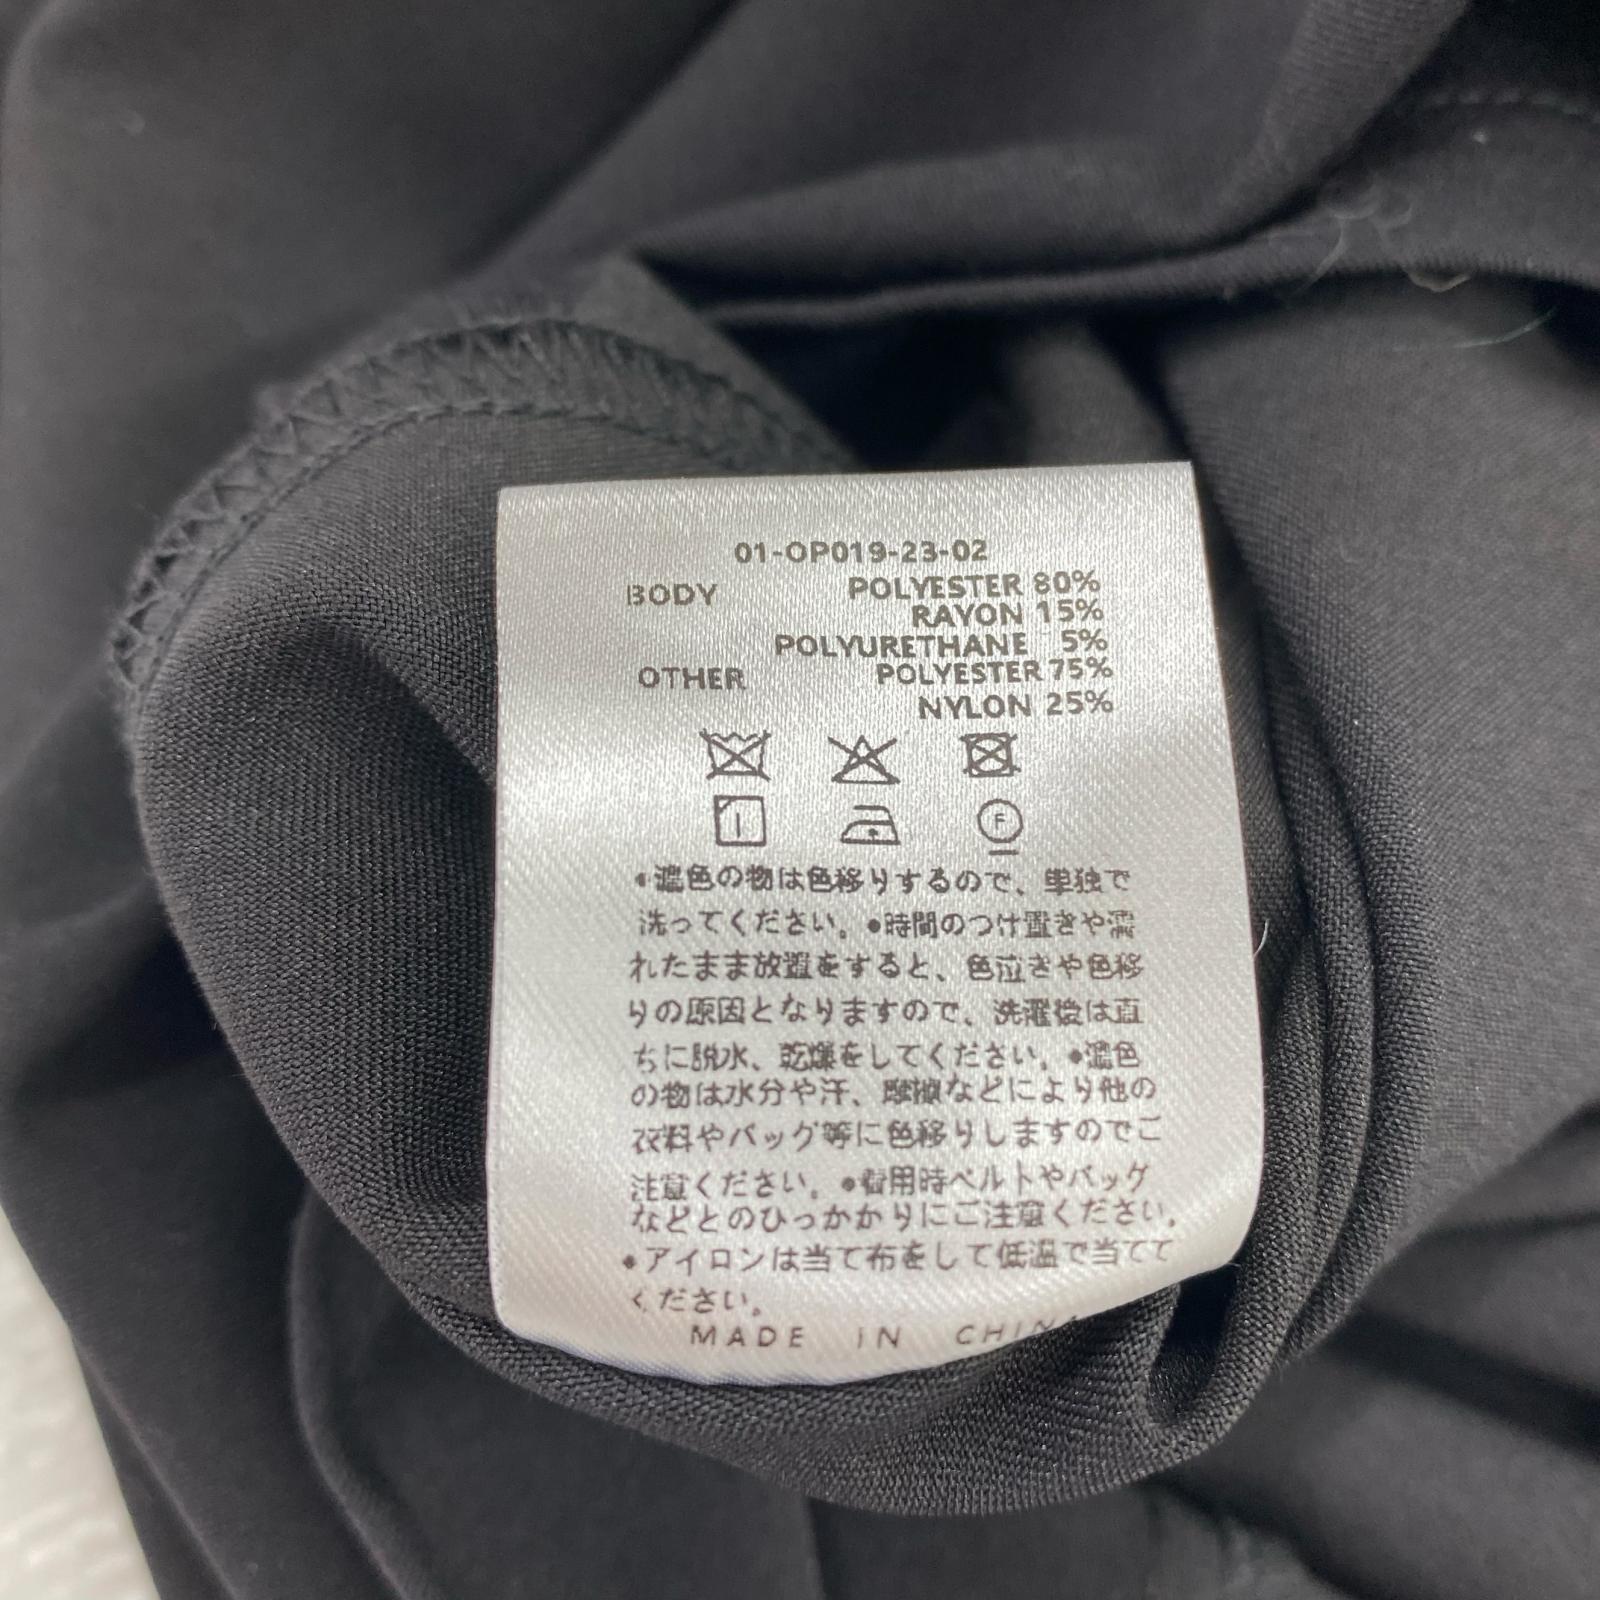 01-OP019-23-02
BODY POLYESTER 80%
RAYON 15%
POLYURETHANE 5%
OTHER POLYESTER 75%
NYLON 25%
F
•濃色の物は色移りするので、単独で
洗ってください。•時間のつけ置きや濡
れたまま放置をすると、色泣きや色移
りの原因となりますので、洗濯後は直
ちに脱水、乾燥をしてください。•濃色
の物は水分や汗、摩擦などにより他の
衣料やバッグ等に色移りしますのでご
注意ください。•着用時ベルトやバッグ
などとのひっかかりにご注意ください。
•アイロンは当て布をして低温で当てて
ください。
MADE IN CHINA